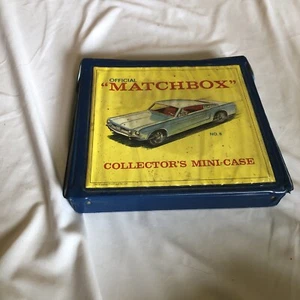 OFFICIAL
"MATCHBOX"
NO. 8
COLLECTOR'S MINI-CASE